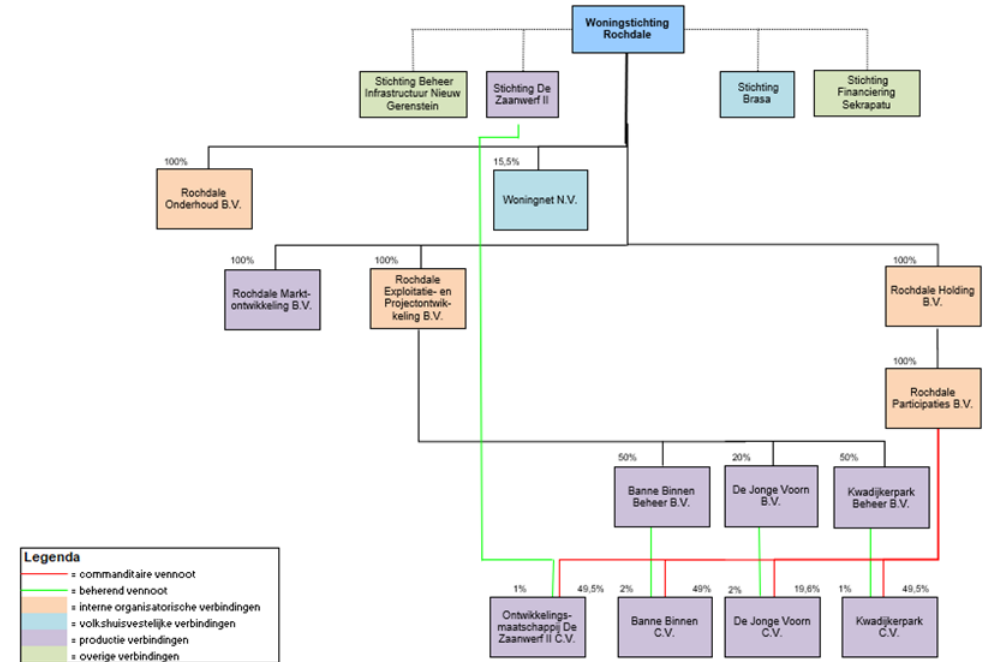 Woningstichting
Rochdale
Stichting Beheer
Infrastructuur Nieuw
Gerenstein
Stichting De
Zaanwerf II
Stichting
Brasa
Stichting
Financiering
Sekrapatu
100%
Rochdale
Onderhoud B.V.
15,5%
Woningnet N.V.
100%
Rochdale Markt-
ontwikkeling B.V.
100%
Rochdale
Exploitatie- en
Projectontwik-
keling B.V.
100%
Rochdale Holding
B.V.
100%
Rochdale
Participaties B.V.
50%
Banne Binnen
Beheer B.V.
20%
De Jonge Voorn
B.V.
50%
Kwadijkerpark
Beheer B.V.
1% 49,5%
Ontwikkelings-
maatschappij De
Zaanwerf II C.V.
2% 49%
Banne Binnen
C.V.
2% 19,6%
De Jonge Voorn
C.V.
1% 49,5%
Kwadijkerpark
C.V.
Legenda
= commanditaire vennoot
= beherend vennoot
= interne organisatorische verbindingen
= volkshuisvestelijke verbindingen
= productie verbindingen
= overige verbindingen